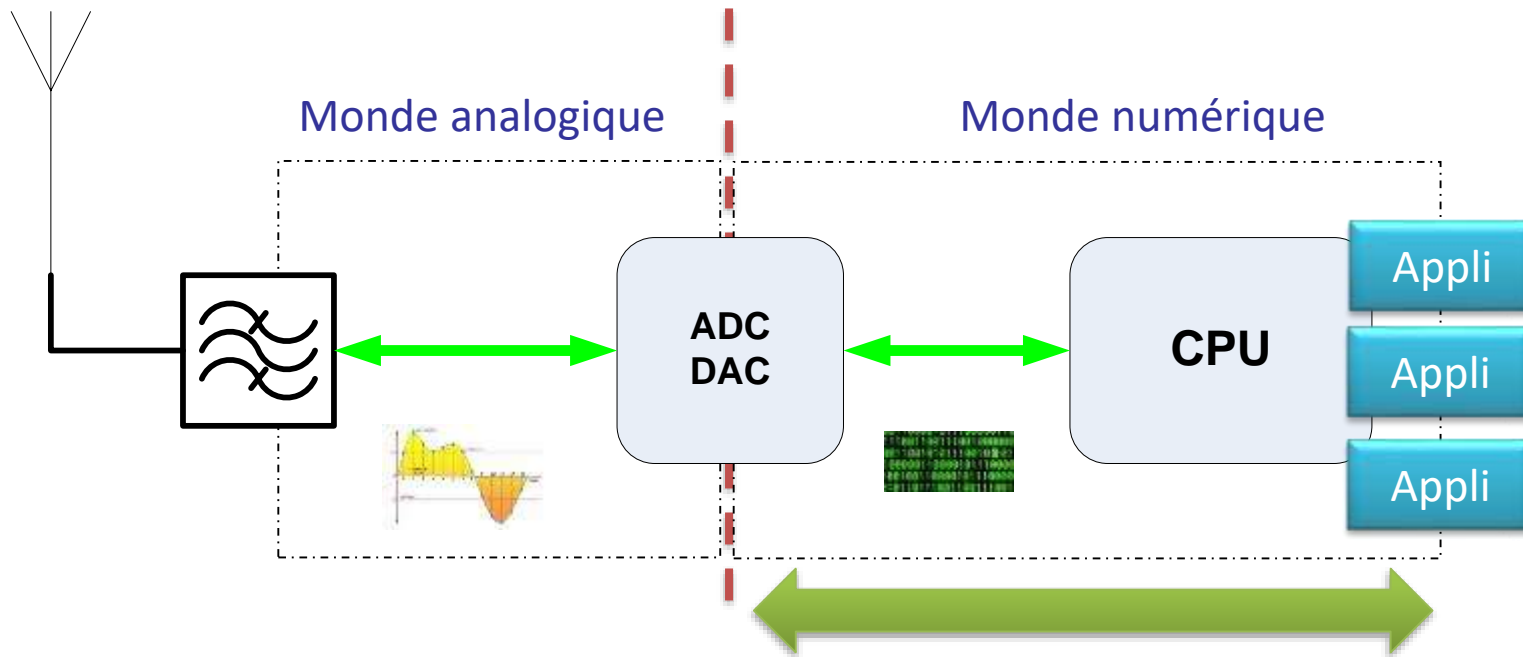 Monde analogique
Monde numérique
ADC
DAC
CPU
Appli
Appli
Appli